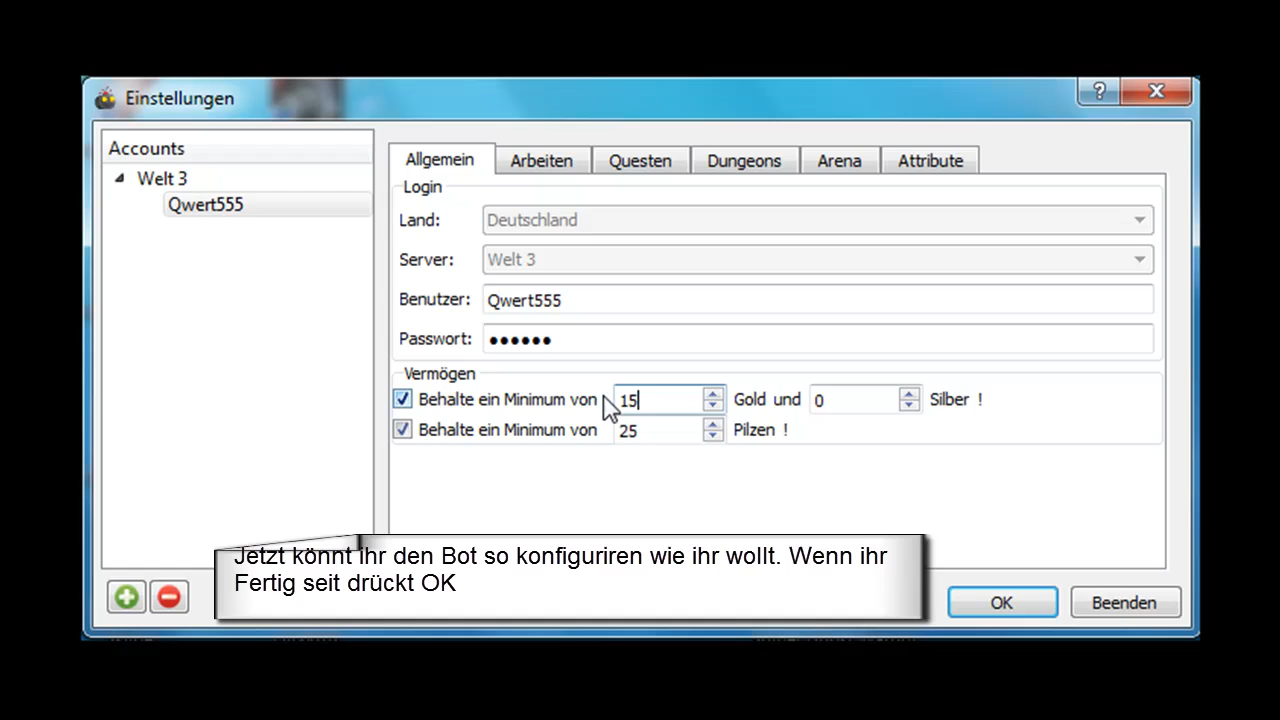 Einstellungen
?
X
Accounts
Welt 3
Qwert555
Allgemein
Arbeiten
Questen
Dungeons
Arena
Attribute
Login
Land:
Deutschland
Server:
Welt 3
Benutzer:
Qwert555
Passwort:
●●●●●●
Vermögen
Behalte ein Minimum von 15 Gold und 0 Silber !
Behalte ein Minimum von 25 Pilzen !
Jetzt könnt ihr den Bot so konfiguriren wie ihr wollt. Wenn ihr
Fertig seit drückt OK
OK
Beenden